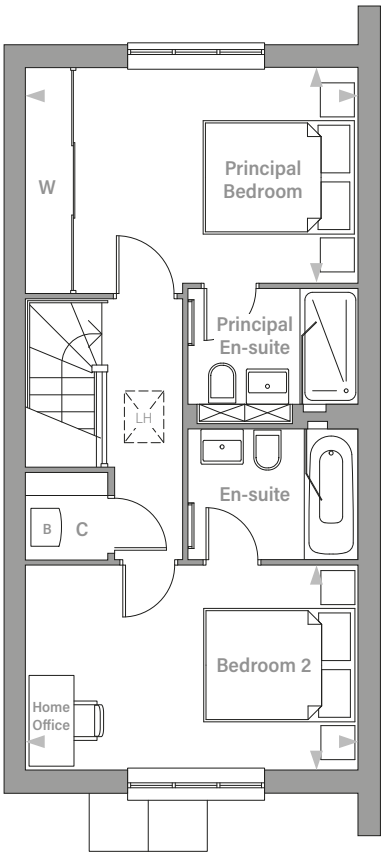 W
Principal
Bedroom
Principal
En-suite
LH
En-suite
B
C
Bedroom 2
Home
Office